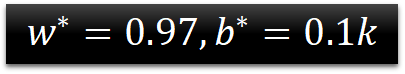 w* = 0.97, b* = 0.1k